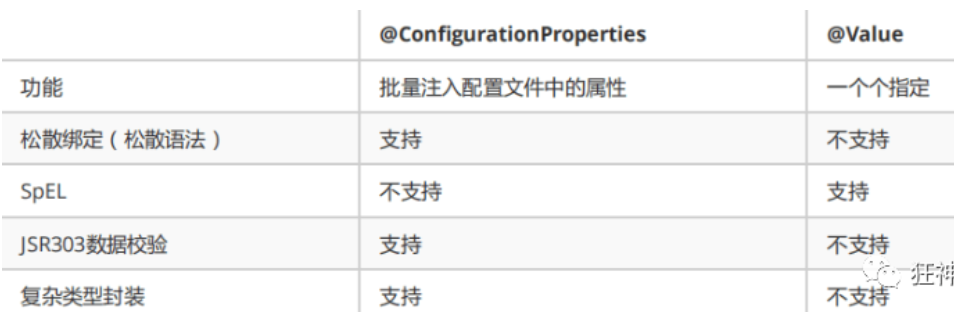 @ConfigurationProperties @Value
功能 批量注入配置文件中的属性 一个个指定
松散绑定（松散语法） 支持 不支持
SpEL 不支持 支持
JSR303数据校验 支持 不支持
狂神
复杂类型封装 支持 不支持